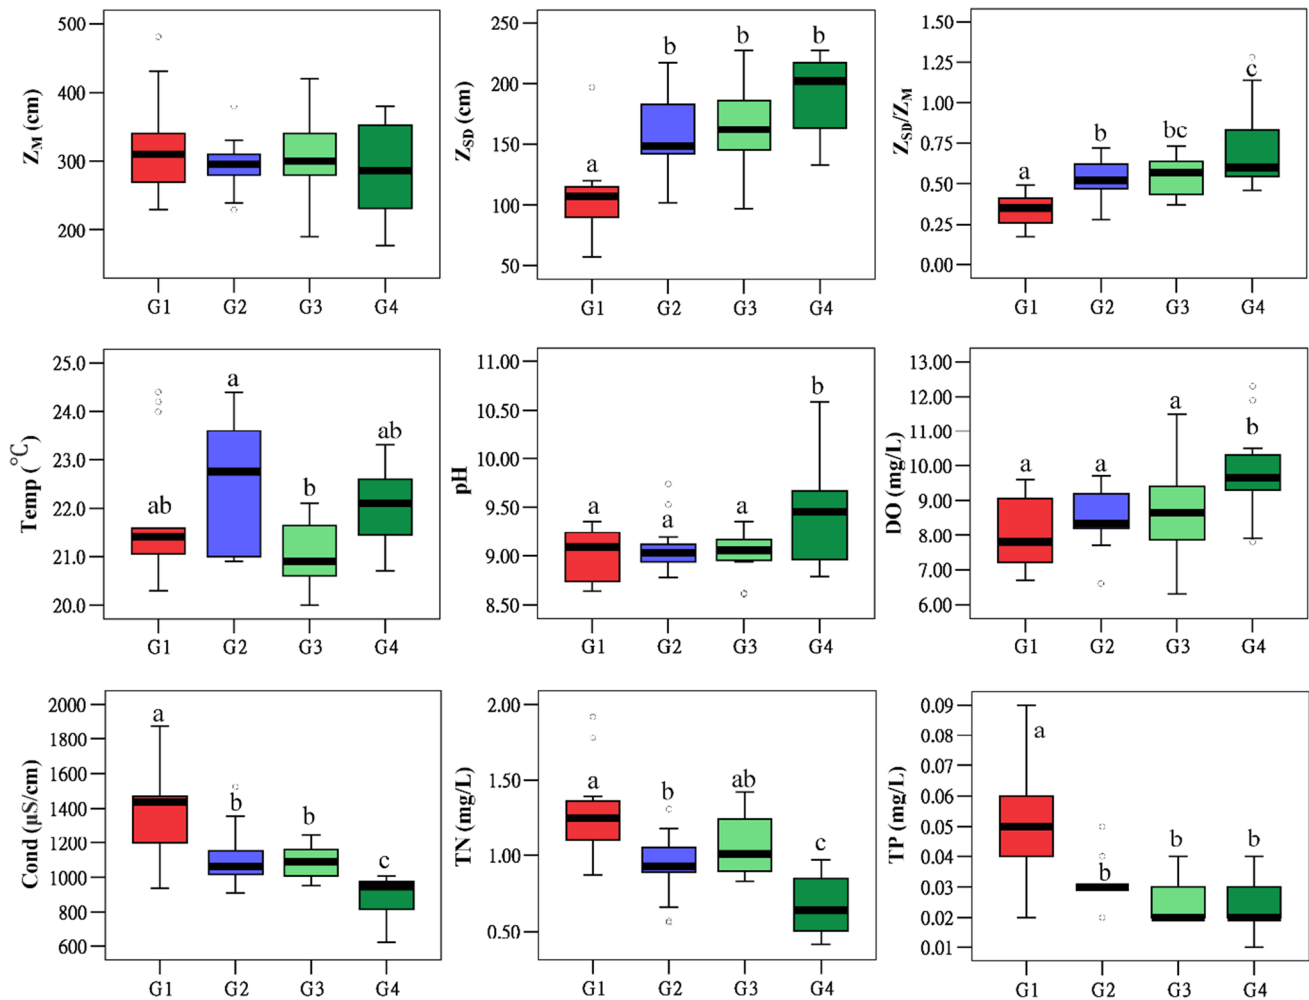 Z_M (cm)
500
400
300
200
G1 G2 G3 G4
Z_SD (cm)
250
200
150
100
50
a b b b
G1 G2 G3 G4
Z_SD/Z_M
1.50
1.25
1.00
0.75
0.50
0.25
0.00
a b bc c
G1 G2 G3 G4
Temp (℃)
25.0
24.0
23.0
22.0
21.0
20.0
ab a b ab
G1 G2 G3 G4
pH
11.00
10.50
10.00
9.50
9.00
8.50
a a a b
G1 G2 G3 G4
DO (mg/L)
13.00
12.00
11.00
10.00
9.00
8.00
7.00
6.00
a a a b
G1 G2 G3 G4
Cond (μS/cm)
2000
1800
1600
1400
1200
1000
800
600
a b b c
G1 G2 G3 G4
TN (mg/L)
2.00
1.50
1.00
0.50
a b ab c
G1 G2 G3 G4
TP (mg/L)
0.09
0.08
0.07
0.06
0.05
0.04
0.03
0.02
0.01
a b b b
G1 G2 G3 G4